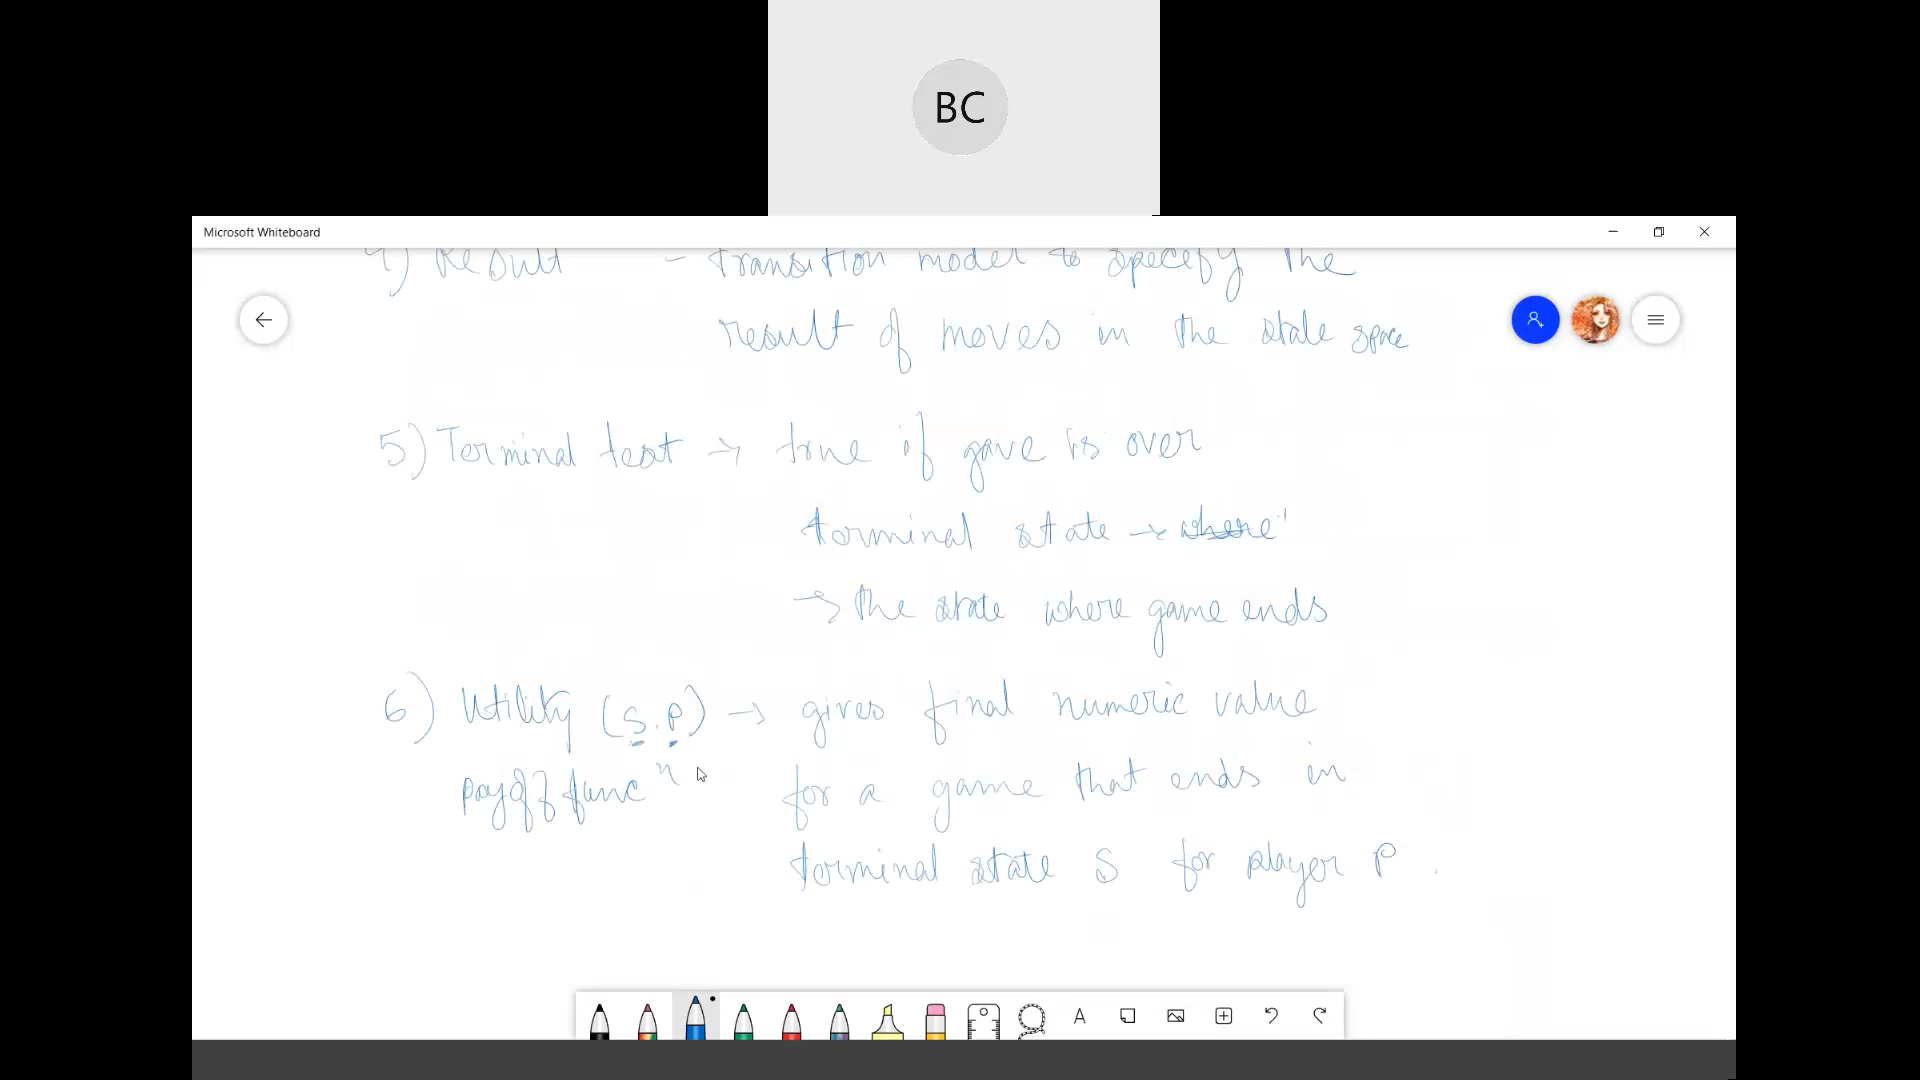 BC
Microsoft Whiteboard
4) Result - transition model to specify the
result of moves in the state space
5) Terminal test → true if game is over
terminal state → where
→ the state where game ends
6) Utility (s.p) → gives final numeric value
payoff funcⁿ for a game that ends in
terminal state S for player P.
A